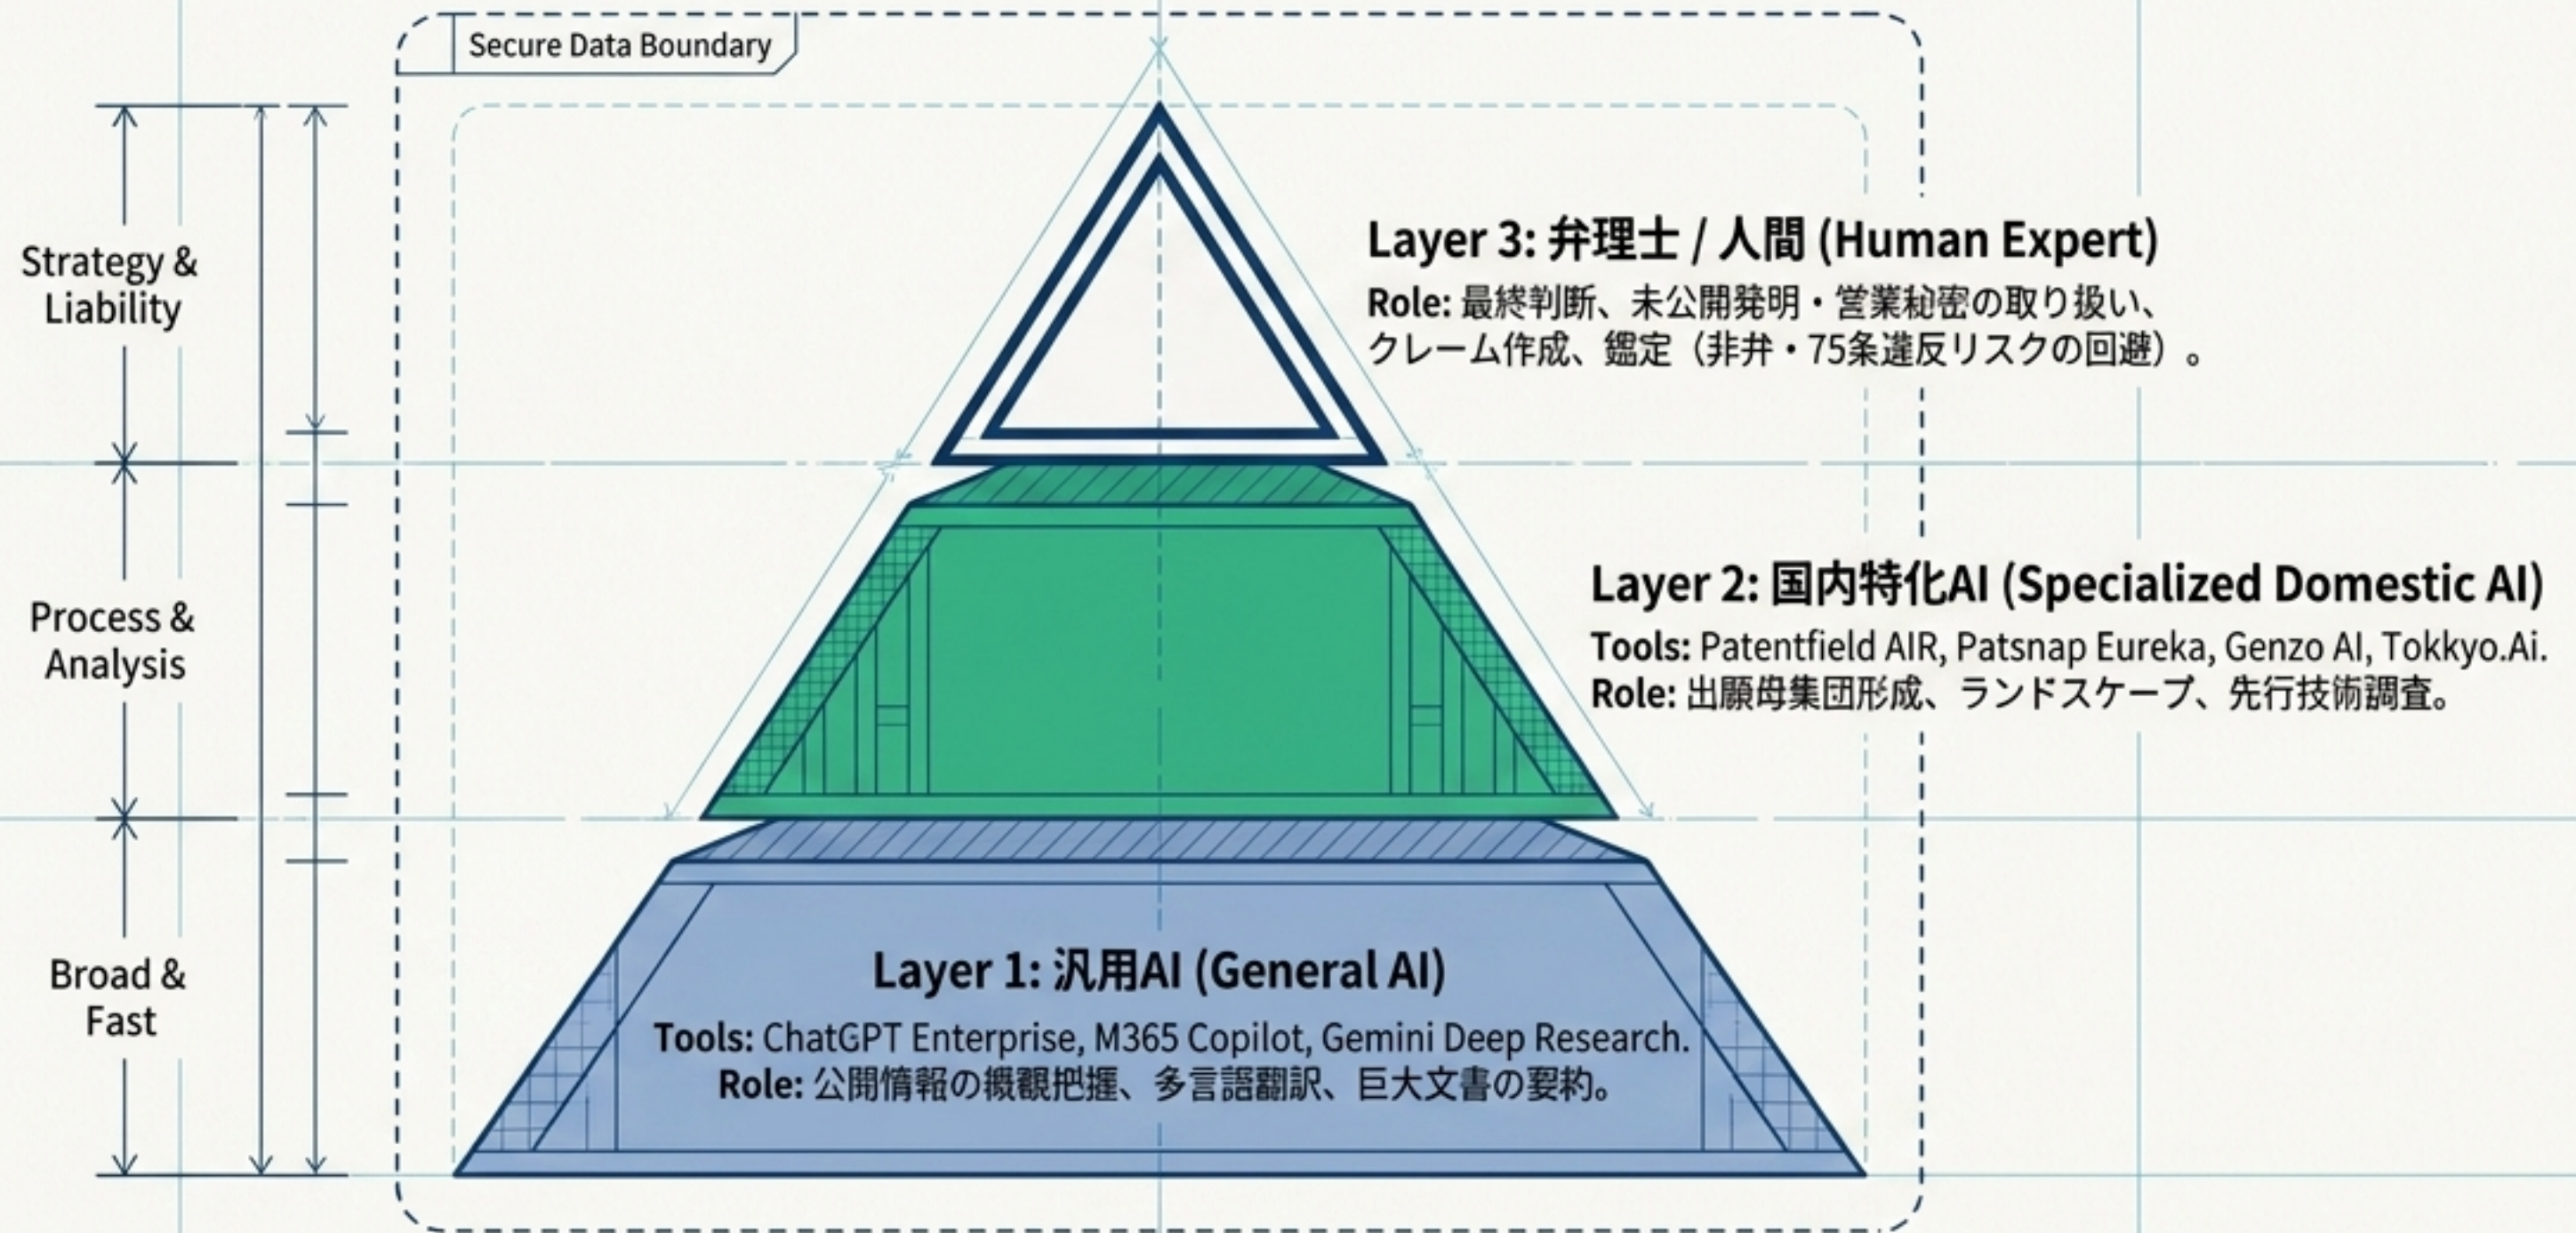 Secure Data Boundary
Strategy &
Liability
Layer 3: 弁理士 / 人間 (Human Expert)
Role: 最終判断、未公開発明・営業秘密の取り扱い、
クレーム作成、鑑定（非弁・75条違反リスクの回避）。
Process &
Analysis
Layer 2: 国内特化AI (Specialized Domestic AI)
Tools: Patentfield AIR, Patsnap Eureka, Genzo AI, Tokkyo.Ai.
Role: 出願母集団形成、ランドスケープ、先行技術調査。
Broad &
Fast
Layer 1: 汎用AI (General AI)
Tools: ChatGPT Enterprise, M365 Copilot, Gemini Deep Research.
Role: 公開情報の概観把握、多言語翻訳、巨大文書の要約。